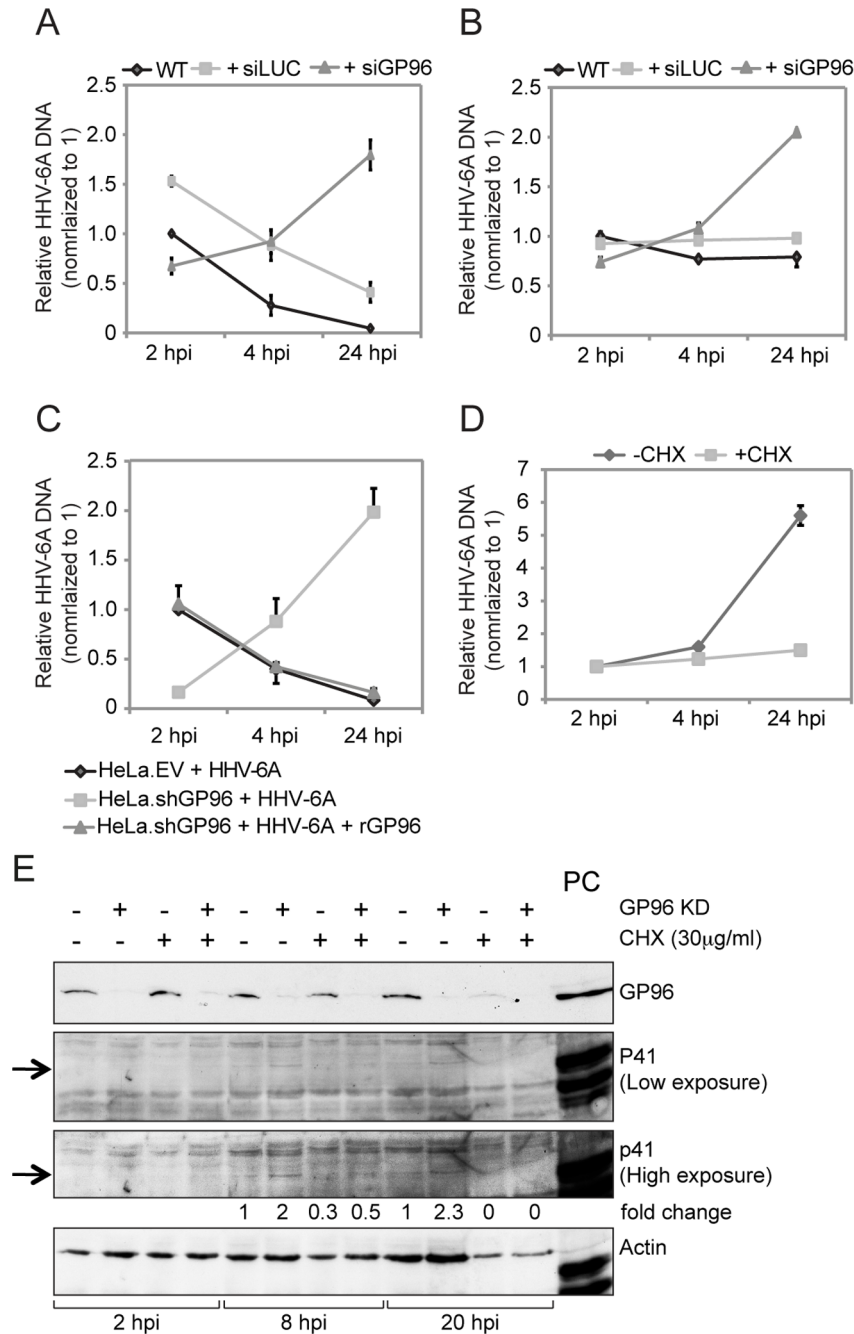 A
WT + siLUC + siGP96
Relative HHV-6A DNA
(nomrlaized to 1)
2.5
2.0
1.5
1.0
0.5
0
2 hpi 4 hpi 24 hpi
B
WT + siLUC + siGP96
Relative HHV-6A DNA
(nomrlaized to 1)
2.5
2.0
1.5
1.0
0.5
0
2 hpi 4 hpi 24 hpi
C
Relative HHV-6A DNA
(nomrlaized to 1)
2.5
2.0
1.0
0.5
0
2 hpi 4 hpi 24 hpi
HeLa.EV + HHV-6A
HeLa.shGP96 + HHV-6A
HeLa.shGP96 + HHV-6A + rGP96
D
-CHX +CHX
Relative HHV-6A DNA
(nomrlaized to 1)
7
6
5
4
3
2
1
0
2 hpi 4 hpi 24 hpi
E
PC
- + - + - + - + - + - + GP96 KD
- - + + - - + + - - + + CHX (30µg/ml)
GP96
P41
(Low exposure)
p41
(High exposure)
1 2 0.3 0.5 1 2.3 0 0 fold change
Actin
2 hpi 8 hpi 20 hpi